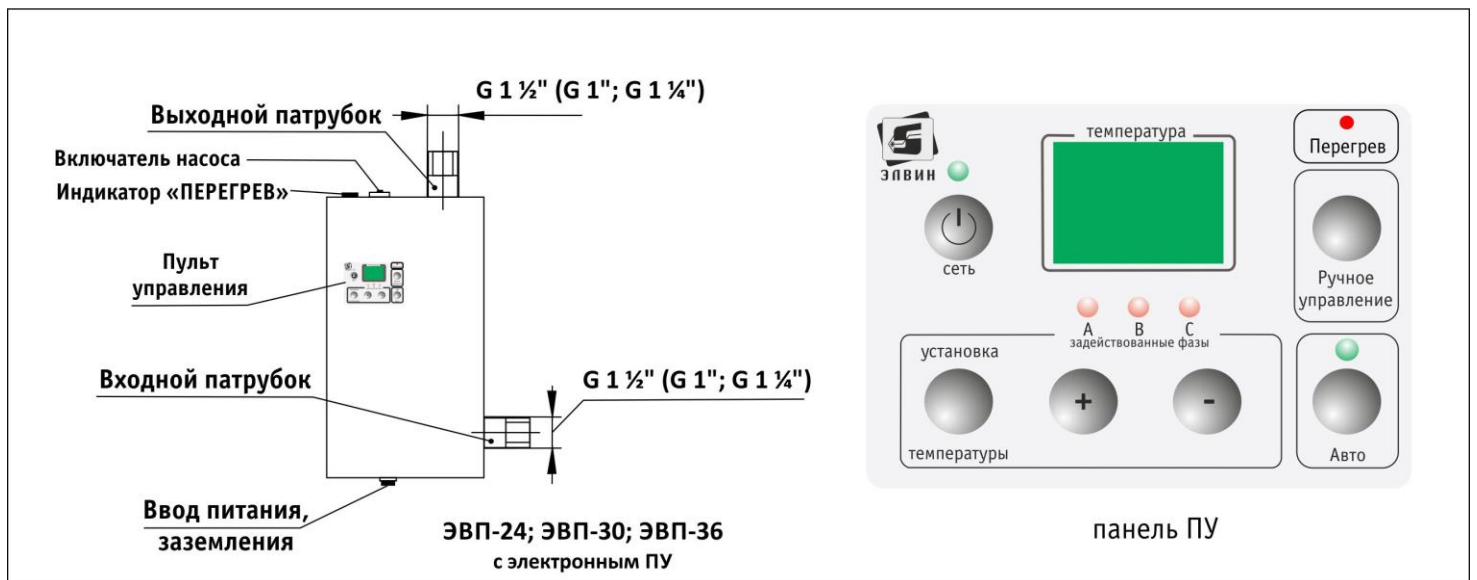 G 1 ½" (G 1"; G 1 ¼")
Выходной патрубок
Включатель насоса
Индикатор «ПЕРЕГРЕВ»
Пульт
управления
Входной патрубок
G 1 ½" (G 1"; G 1 ¼")
Ввод питания,
заземления
ЭВП-24; ЭВП-30; ЭВП-36
с электронным ПУ
ЭЛВИН
сеть
температура
Перегрев
Ручное
управление
A B C
задействованные фазы
установка
+ -
температуры
Авто
панель ПУ